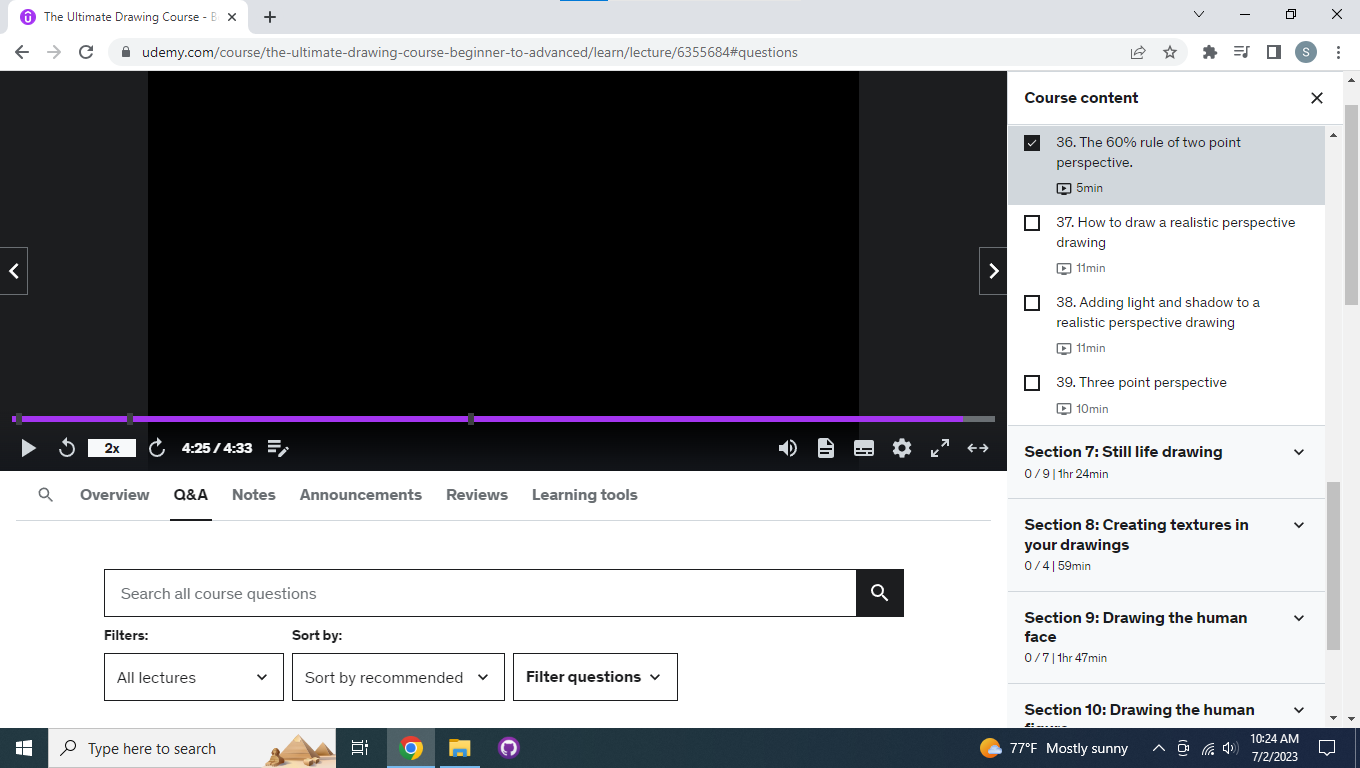 The Ultimate Drawing Course - B
udemy.com/course/the-ultimate-drawing-course-beginner-to-advanced/learn/lecture/6355684#questions
S
Course content
36. The 60% rule of two point
perspective.
5min
37. How to draw a realistic perspective
drawing
11min
38. Adding light and shadow to a
realistic perspective drawing
11min
39. Three point perspective
10min
Section 7: Still life drawing
0 / 9 | 1hr 24min
Section 8: Creating textures in
your drawings
0 / 4 | 59min
Section 9: Drawing the human
face
0 / 7 | 1hr 47min
Section 10: Drawing the human
figure
2x
4:25 / 4:33
Overview
Q&A
Notes
Announcements
Reviews
Learning tools
Search all course questions
Filters:
Sort by:
All lectures
Sort by recommended
Filter questions
Type here to search
77°F Mostly sunny
10:24 AM
7/2/2023